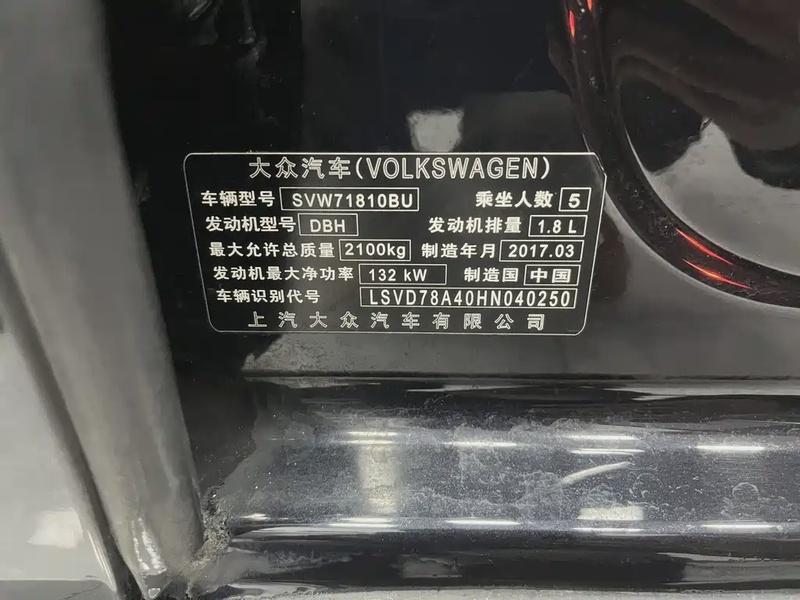 大众汽车(VOLKSWAGEN)
车辆型号 SVW71810BU 乘坐人数 5
发动机型号 DBH 发动机排量 1.8 L
最大允许总质量 2100kg 制造年月 2017.03
发动机最大净功率 132 kW 制造国 中国
车辆识别代号 LSVD78A40HN040250
上汽大众汽车有限公司